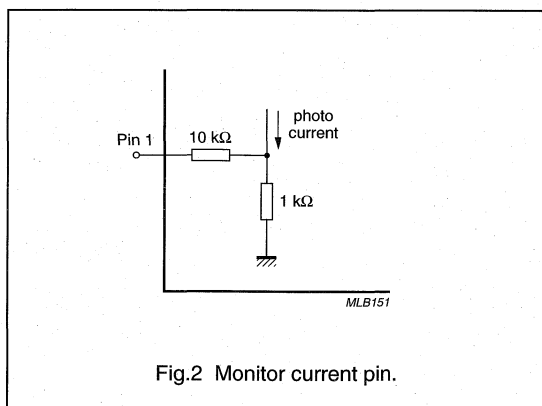 photo
current
Pin 1
10 kΩ
1 kΩ
MLB151
Fig.2 Monitor current pin.